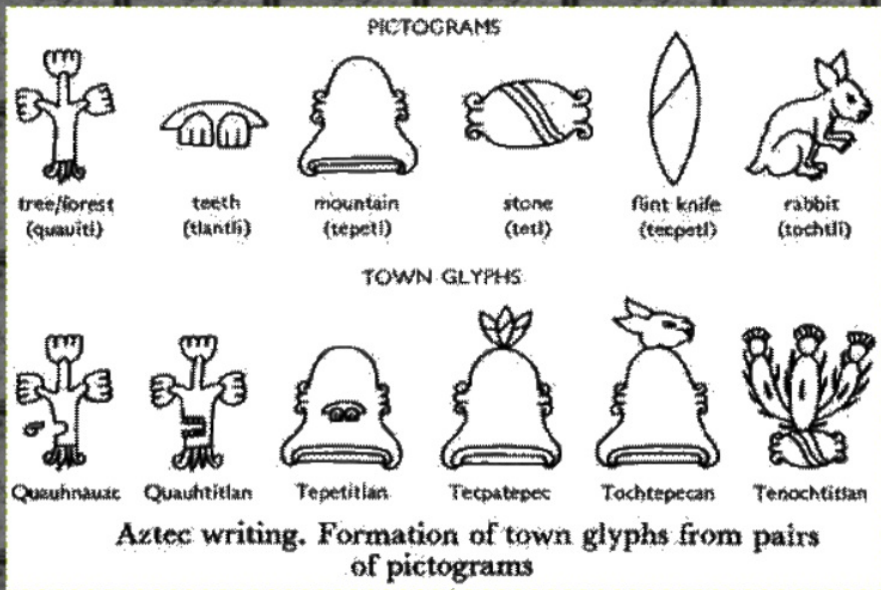 PICTOGRAMS
tree/forest teeth mountain stone flint knife rabbit
(quauitl) (tlantli) (tepetl) (tetl) (tecpetl) (tochtli)
TOWN GLYPHS
Quauhnauac Quauhtitlan Tepetitlan Tecpatepec Tochtepecan Tenochtitlan
Aztec writing. Formation of town glyphs from pairs
of pictograms